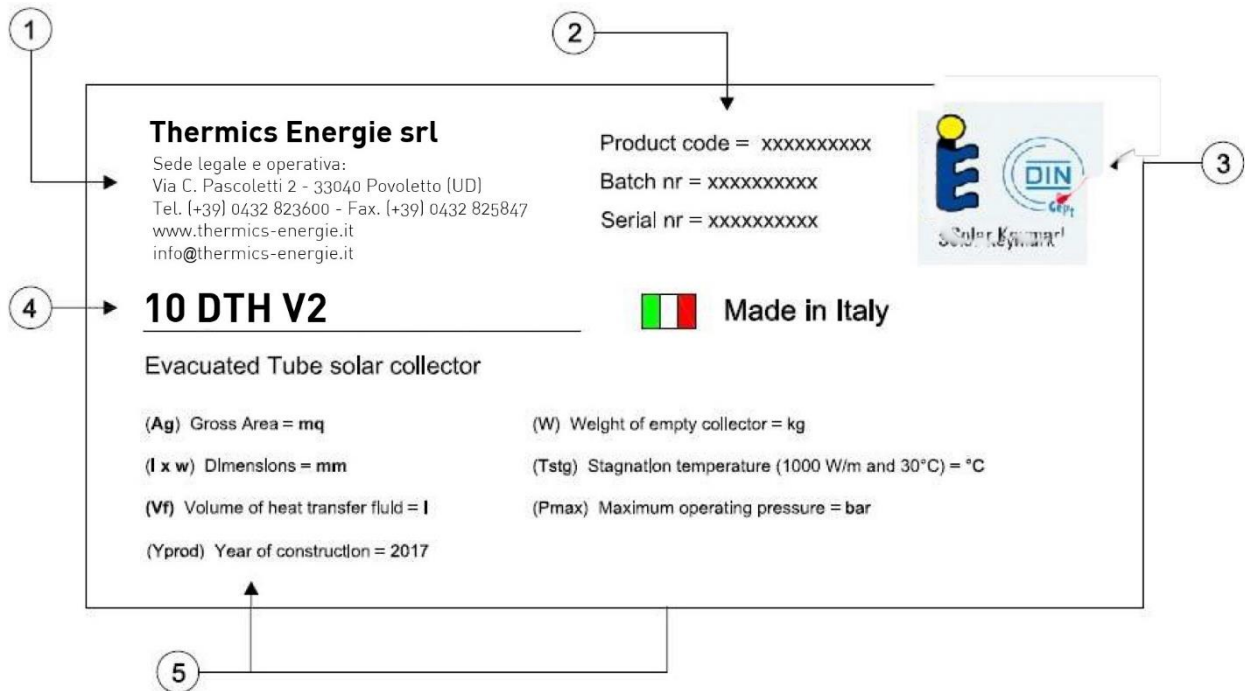 1
2
Thermics Energie srl
Sede legale e operativa:
Via C. Pascoletti 2 - 33040 Povoletto (UD)
Tel. (+39) 0432 823600 - Fax. (+39) 0432 825847
www.thermics-energie.it
info@thermics-energie.it
Product code = xxxxxxxxxx
Batch nr = xxxxxxxxxx
Serial nr = xxxxxxxxxx
DIN
Solar
3
4
10 DTH V2
Made in Italy
Evacuated Tube solar collector
(Ag) Gross Area = mq
(l x w) Dimensions = mm
(Vf) Volume of heat transfer fluid = l
(Yprod) Year of construction = 2017
(W) Weight of empty collector = kg
(Tstg) Stagnation temperature (1000 W/m and 30°C) = °C
(Pmax) Maximum operating pressure = bar
5